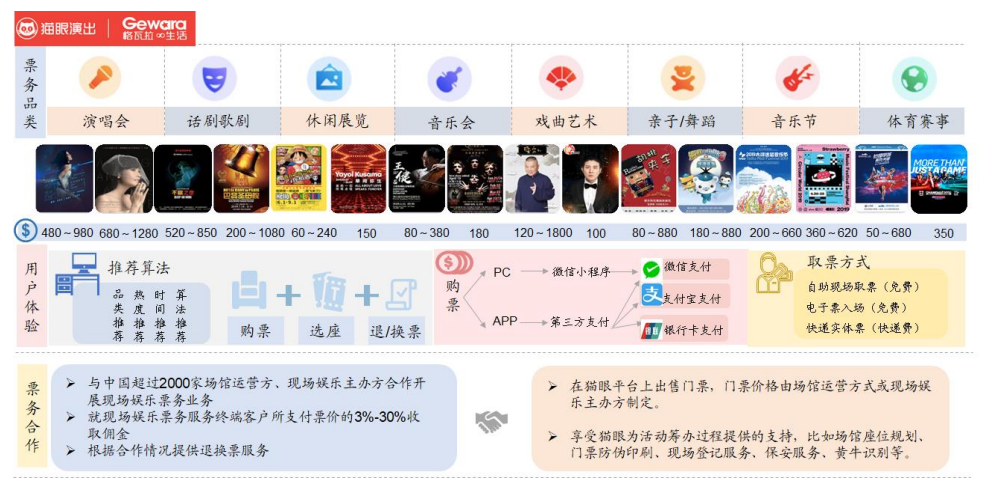 猫眼演出
Gewara
格瓦拉∞生活
票务品类
演唱会
话剧歌剧
休闲展览
音乐会
戏曲艺术
亲子/舞蹈
音乐节
体育赛事
Yayoi Kusama
Strawberry
MORE THAN
JUST A GAME
480～980 680～1280 520～850 200～1080 60～240 150 80～380 180 120～1800 100 80～880 180～880 200～660 360～620 50～680 350
用户体验
推荐算法
品类推荐
热度推荐
时间推荐
算法推荐
购票
选座
退/换票
购票
PC
微信小程序
微信支付
支付宝支付
APP
第三方支付
银行卡支付
取票方式
自助现场取票（免费）
电子票入场（免费）
快递实体票（快递费）
票务合作
➢ 与中国超过2000家场馆运营方、现场娱乐主办方合作开
展现场娱乐票务业务
➢ 就现场娱乐票务服务终端客户所支付票价的3%-30%收
取佣金
➢ 根据合作情况提供退换票服务
➢ 在猫眼平台上出售门票，门票价格由场馆运营方或现场娱
乐主办方制定。
➢ 享受猫眼为活动筹办过程提供的支持，比如场馆座位规划、
门票防伪印刷、现场登记服务、保安服务、黄牛识别等。